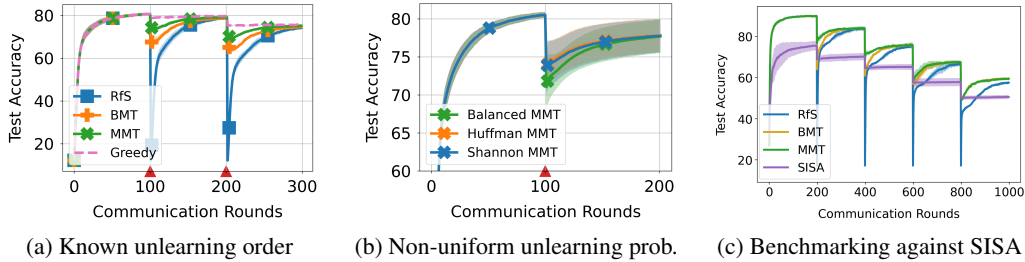 80
60
40
20
Test Accuracy
RfS
BMT
MMT
Greedy
0
100
200
300
Communication Rounds
(a) Known unlearning order
80
75
70
65
60
Test Accuracy
Balanced MMT
Huffman MMT
Shannon MMT
0
100
200
Communication Rounds
(b) Non-uniform unlearning prob.
80
60
40
20
Test Accuracy
RfS
BMT
MMT
SISA
0
200
400
600
800
1000
Communication Rounds
(c) Benchmarking against SISA